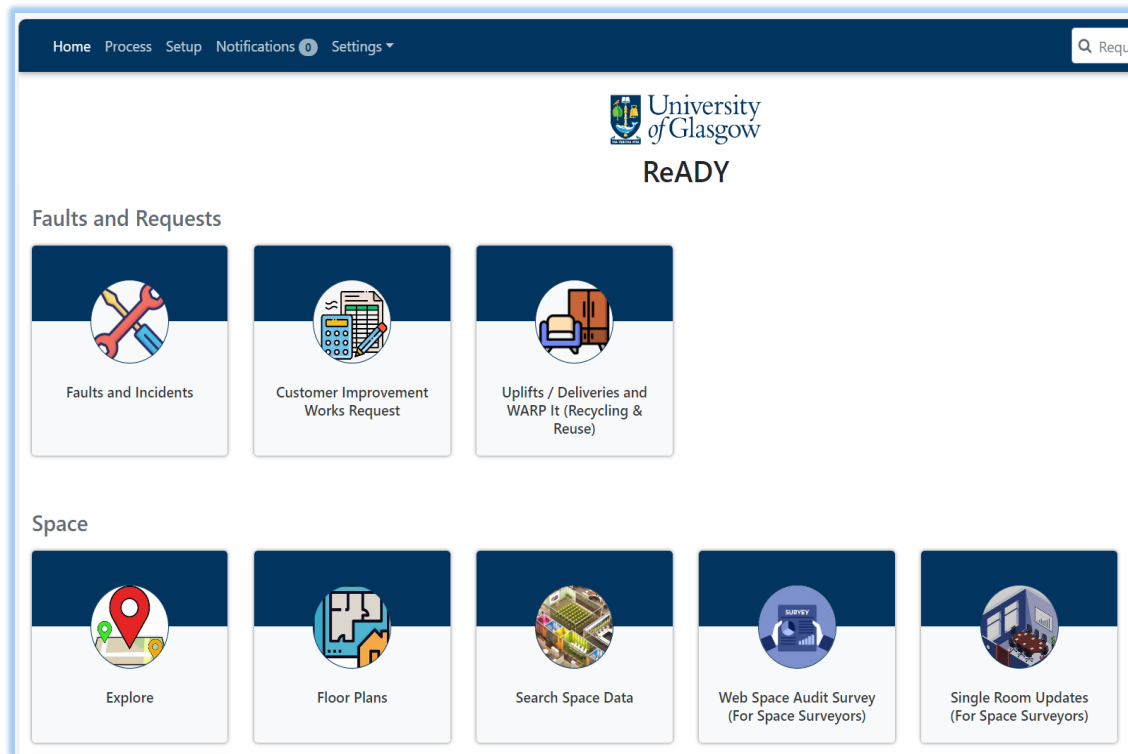 Home Process Setup Notifications 0 Settings
Requ
University
of Glasgow
ReADY
Faults and Requests
Faults and Incidents
Customer Improvement
Works Request
Uplifts / Deliveries and
WARP It (Recycling &
Reuse)
Space
SURVEY
Explore
Floor Plans
Search Space Data
Web Space Audit Survey
(For Space Surveyors)
Single Room Updates
(For Space Surveyors)